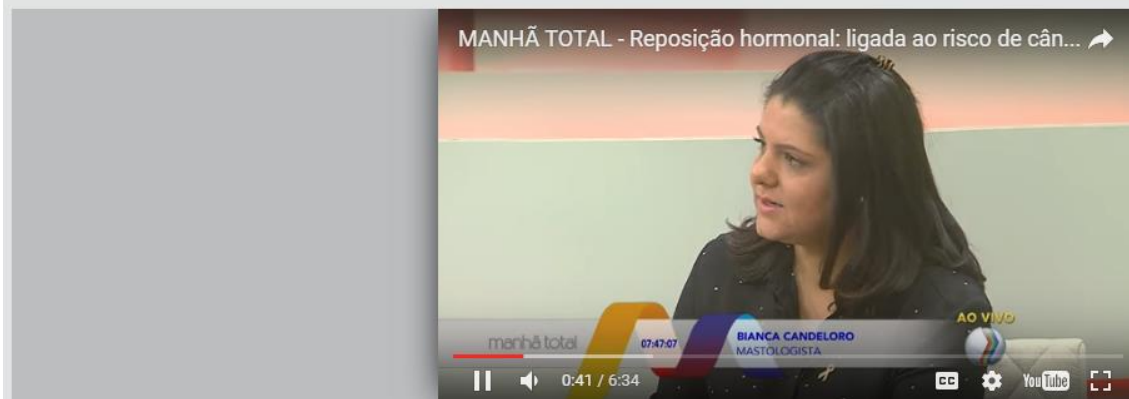 MANHÃ TOTAL - Reposição hormonal: ligada ao risco de cân...
AO VIVO
manhã total
07:47:07
BIANCA CANDELORO
MASTOLOGISTA
0:41 / 6:34
CC
YouTube